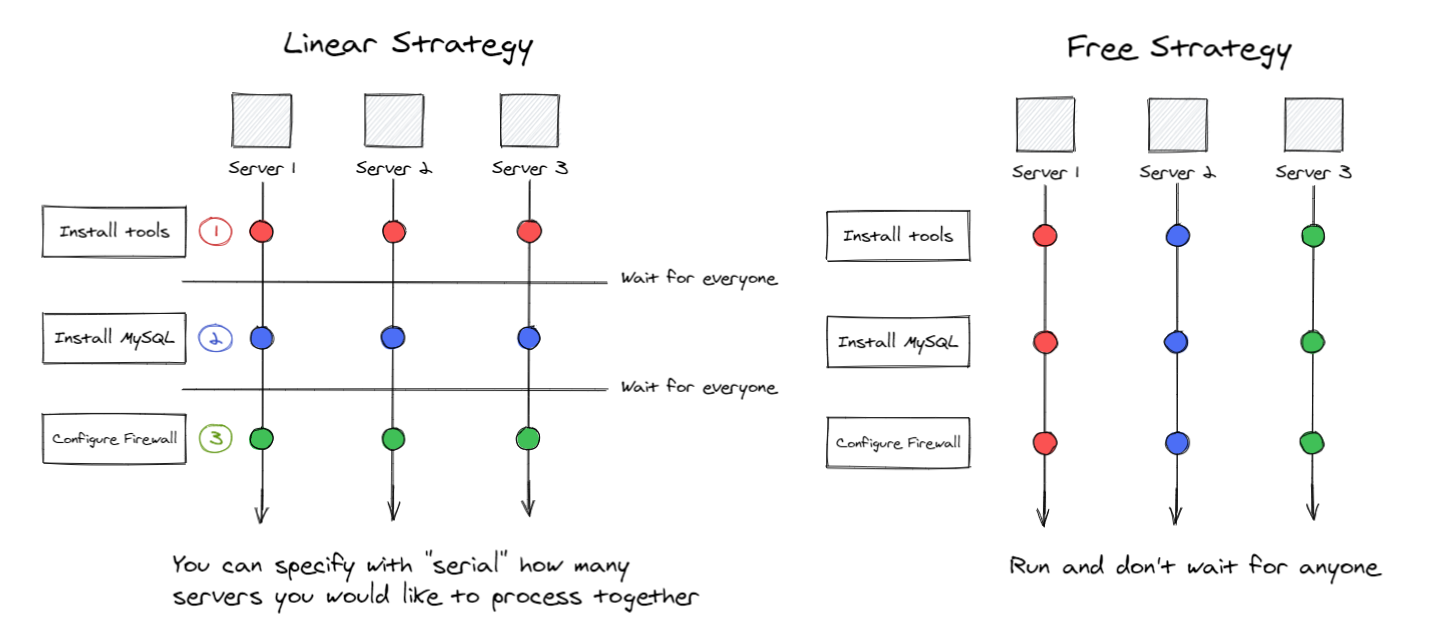 Linear Strategy
Server 1
Server 2
Server 3
Install tools
1
Wait for everyone
Install MySQL
2
Wait for everyone
Configure Firewall
3
You can specify with "serial" how many
servers you would like to process together
Free Strategy
Server 1
Server 2
Server 3
Install tools
Install MySQL
Configure Firewall
Run and don't wait for anyone